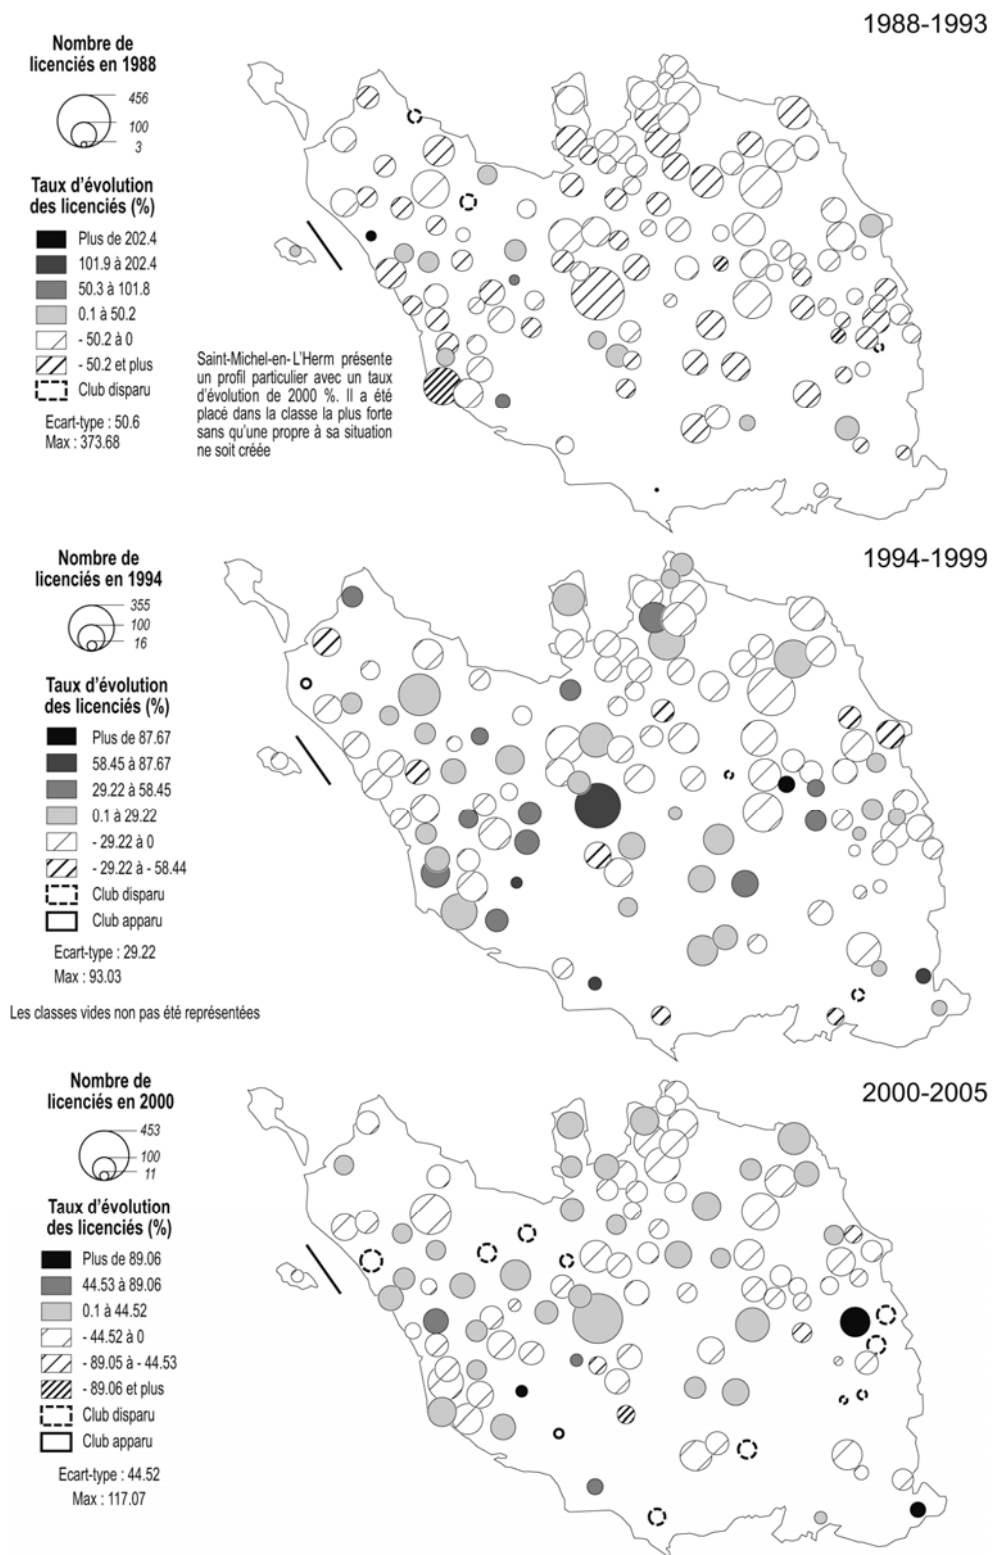 1988-1993
Nombre de
licenciés en 1988
456
100
3
Taux d'évolution
des licenciés (%)
Plus de 202.4
101.9 à 202.4
50.3 à 101.8
0.1 à 50.2
- 50.2 à 0
- 50.2 et plus
Club disparu
Ecart-type : 50.6
Max : 373.68
Saint-Michel-en-L'Herm présente
un profil particulier avec un taux
d'évolution de 2000 %. Il a été
placé dans la classe la plus forte
sans qu'une propre à sa situation
ne soit créée
1994-1999
Nombre de
licenciés en 1994
355
100
16
Taux d'évolution
des licenciés (%)
Plus de 87.67
58.45 à 87.67
29.22 à 58.45
0.1 à 29.22
- 29.22 à 0
- 29.22 à - 58.44
Club disparu
Club apparu
Ecart-type : 29.22
Max : 93.03
Les classes vides non pas été représentées
2000-2005
Nombre de
licenciés en 2000
453
100
11
Taux d'évolution
des licenciés (%)
Plus de 89.06
44.53 à 89.06
0.1 à 44.52
- 44.52 à 0
- 89.05 à - 44.53
- 89.06 et plus
Club disparu
Club apparu
Ecart-type : 44.52
Max : 117.07